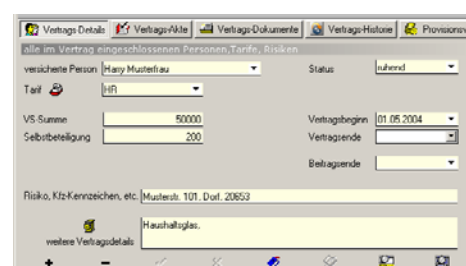 Vertrags Details Vertrags-Akte Vertrags-Dokumente Vertrags-Historie Provisionsv
alle im Vertrag eingeschlossenen Personen,Tarife, Risiken
versicherte Person Harry Musterfrau Status ruhend
Tarif HR
VS-Summe 50000 Vertragsbeginn 01.05.2004
Selbstbeteiligung 200 Vertragsende
Beitragsende
Risiko, Kfz-Kennzeichen, etc. Musterstr. 101. Dorf. 20653
Haushaltsglas.
weitere Vertragsdetails